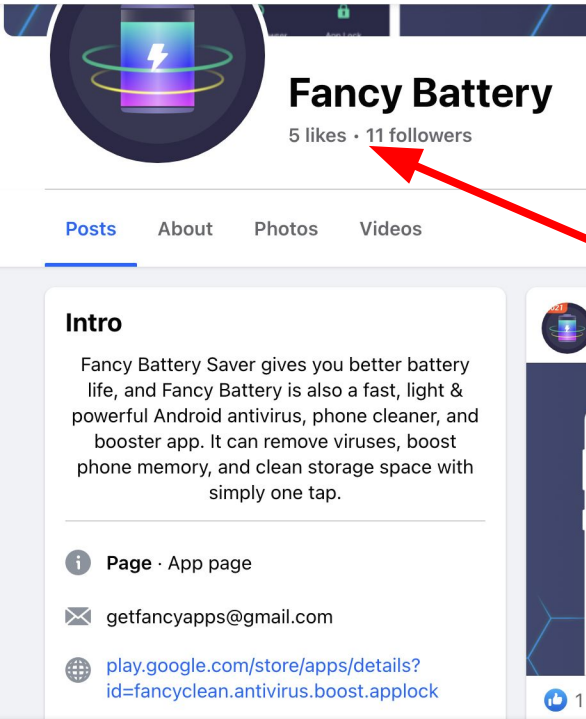 App Lock
Fancy Battery
5 likes · 11 followers
Posts About Photos Videos
Intro
Fancy Battery Saver gives you better battery
life, and Fancy Battery is also a fast, light &
powerful Android antivirus, phone cleaner, and
booster app. It can remove viruses, boost
phone memory, and clean storage space with
simply one tap.
Page · App page
getfancyapps@gmail.com
play.google.com/store/apps/details?
id=fancyclean.antivirus.boost.applock
1